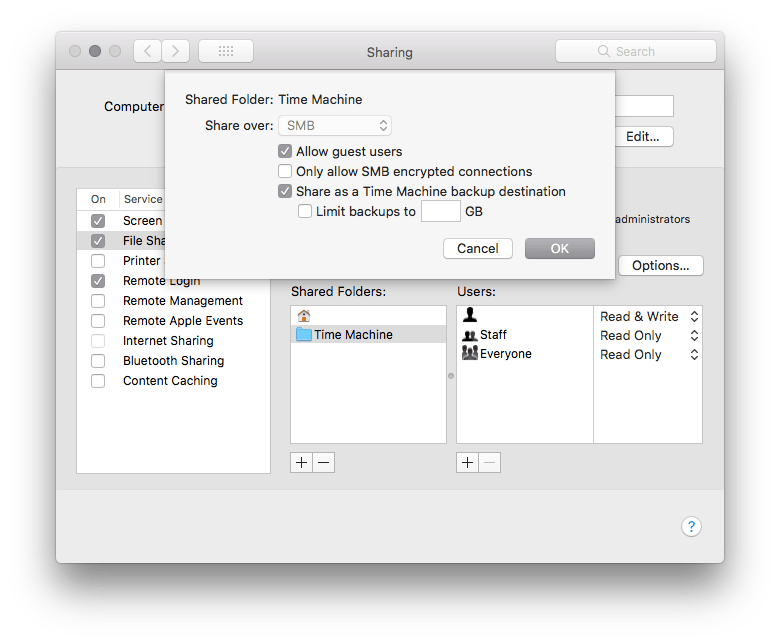 Sharing
Search
Computer
Edit...
Shared Folder: Time Machine
Share over: SMB
Allow guest users
Only allow SMB encrypted connections
Share as a Time Machine backup destination
Limit backups to GB
Cancel OK
On Service
Screen
File Sha
Printer
Remote Login
Remote Management
Remote Apple Events
Internet Sharing
Bluetooth Sharing
Content Caching
administrators
Options...
Shared Folders:
Time Machine
Users:
Read & Write
Staff Read Only
Everyone Read Only
?